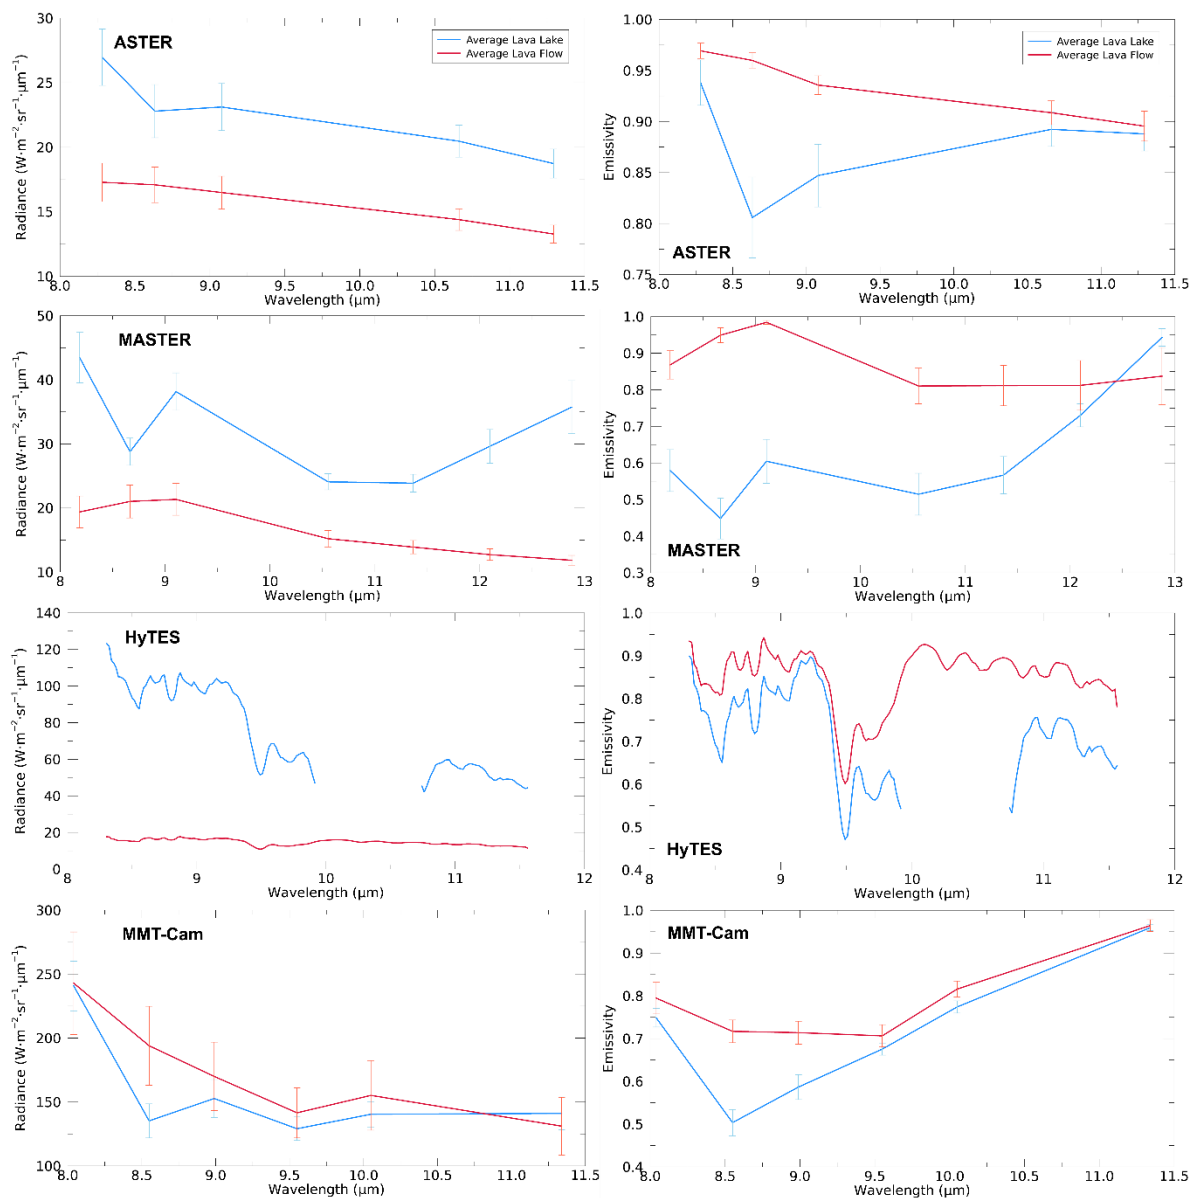 30
25
20
15
10
Radiance (W·m⁻²·sr⁻¹·µm⁻¹)
ASTER
Average Lava Lake
Average Lava Flow
8.0 8.5 9.0 9.5 10.0 10.5 11.0 11.5
Wavelength (µm)
1.00
0.95
0.90
0.85
0.80
0.75
Emissivity
Average Lava Lake
Average Lava Flow
ASTER
8.0 8.5 9.0 9.5 10.0 10.5 11.0 11.5
Wavelength (µm)
50
40
30
20
10
Radiance (W·m⁻²·sr⁻¹·µm⁻¹)
MASTER
8 9 10 11 12 13
Wavelength (µm)
1.0
0.9
0.8
0.7
0.6
0.5
0.4
0.3
Emissivity
MASTER
8 9 10 11 12 13
Wavelength (µm)
140
120
100
80
60
40
20
0
Radiance (W·m⁻²·sr⁻¹·µm⁻¹)
HyTES
8 9 10 11 12
Wavelength (µm)
1.0
0.9
0.8
0.7
0.6
0.5
0.4
Emissivity
HyTES
8 9 10 11 12
Wavelength (µm)
300
250
200
150
100
Radiance (W·m⁻²·sr⁻¹·µm⁻¹)
MMT-Cam
8.0 8.5 9.0 9.5 10.0 10.5 11.0 11.5
Wavelength (µm)
1.0
0.9
0.8
0.7
0.6
0.5
0.4
Emissivity
MMT-Cam
8.0 8.5 9.0 9.5 10.0 10.5 11.0 11.5
Wavelength (µm)